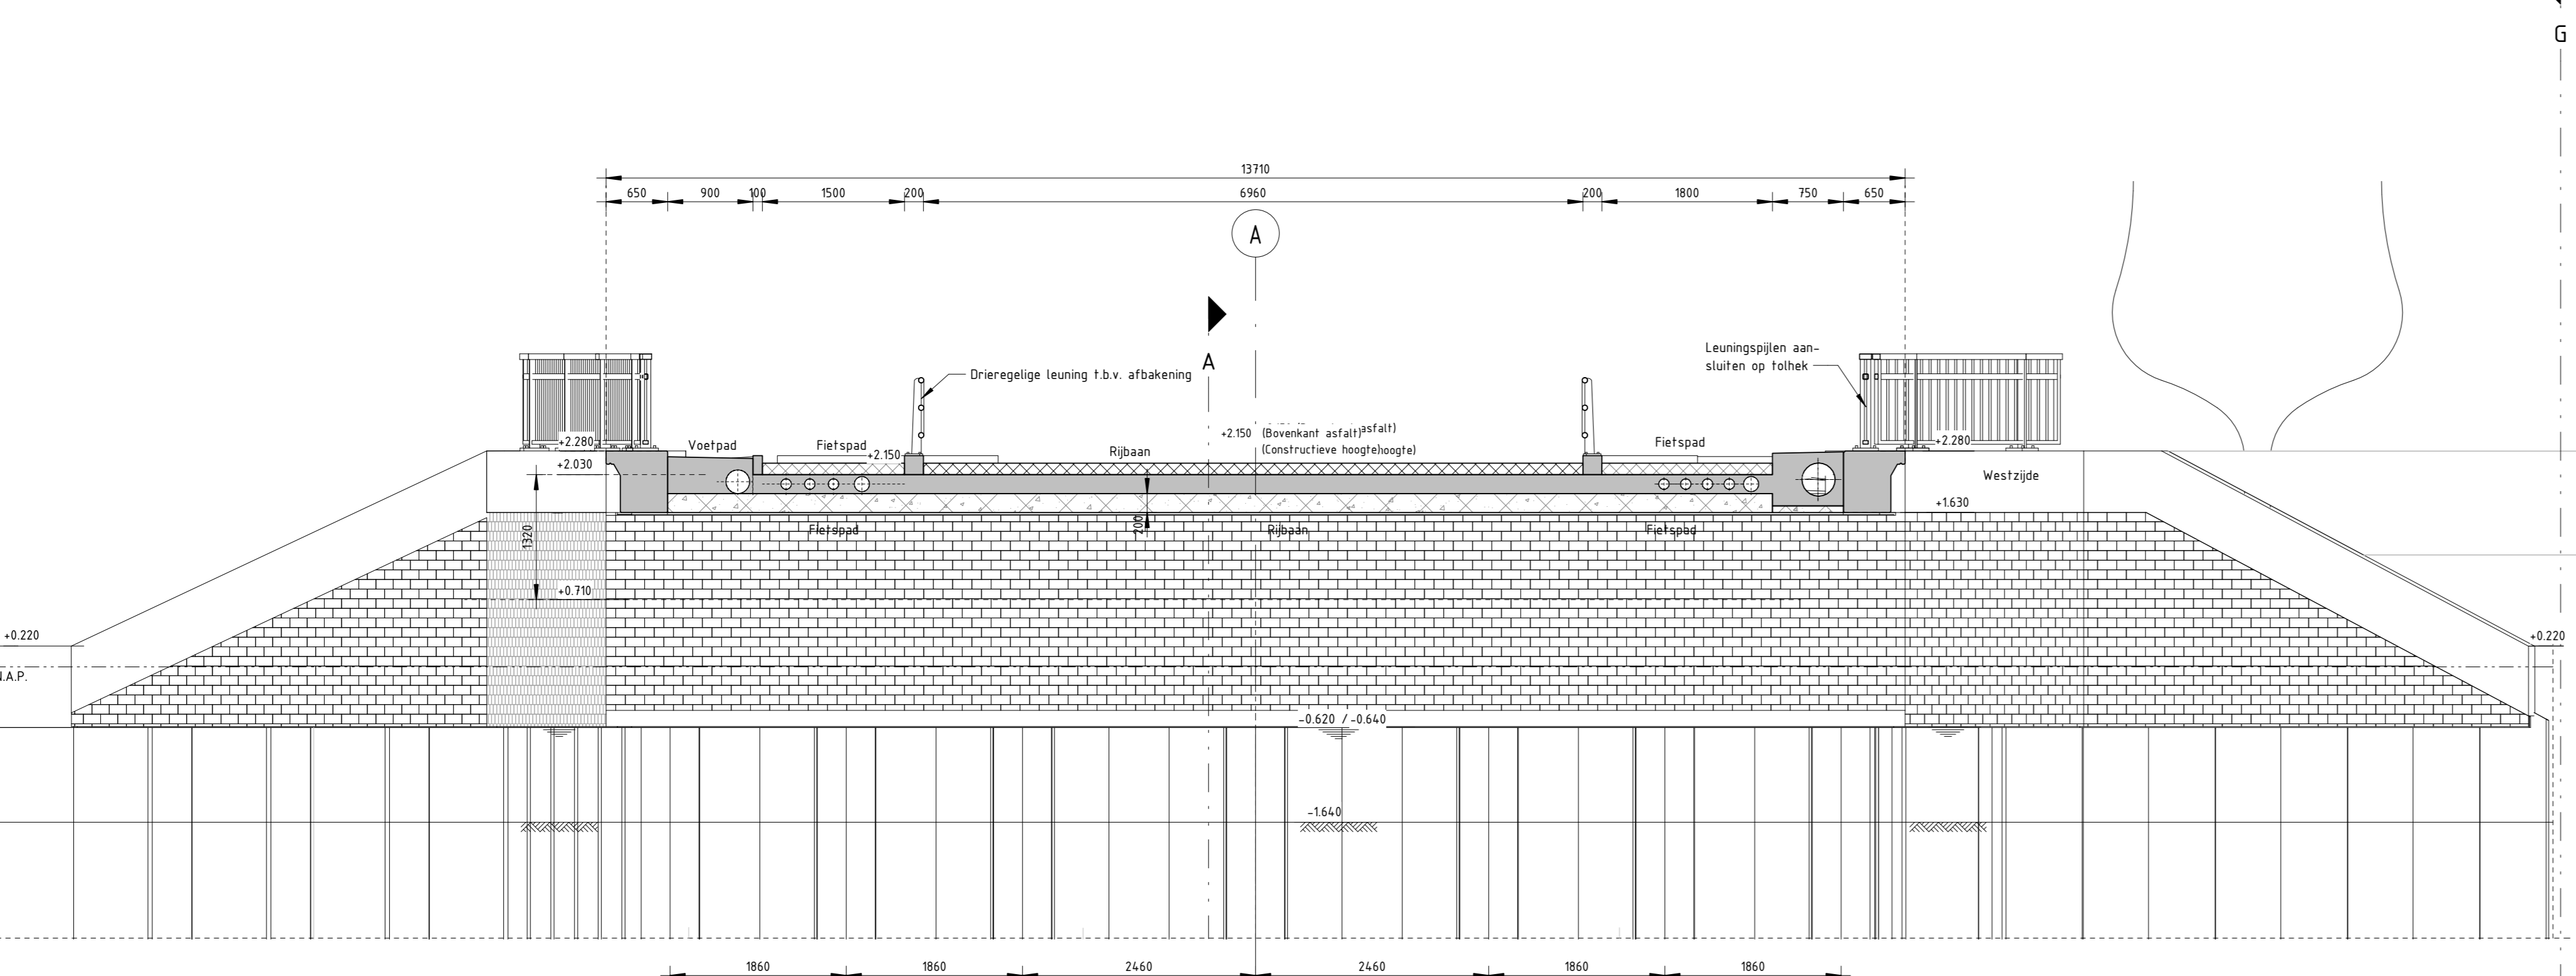 G
13710
650 900 100 1500 200 6960 200 1800 750 650
A
A
Leuningspijlen aan-
sluiten op tolhek
Drieregelige leuning t.b.v. afbakening
+2.280
+2.030
Voetpad
Fietspad
+2.150
Rijbaan
asfalt)
+2.150 (Bovenkant asfalt)
(Constructieve hoogte)hoogte)
Fietspad
+2.280
Westzijde
+1.630
1320
Fietspad
200
Rijbaan
Fietspad
+0.710
+0.220
+0.220
N.A.P.
-0.620 / -0.640
-1.640
1860 1860 2460 2460 1860 1860